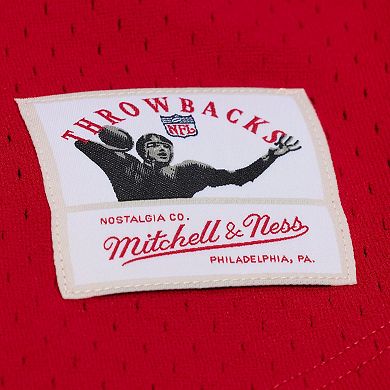 THROWBACKS
NFL
NOSTALGIA CO.
Mitchell & Ness
PHILADELPHIA, PA.